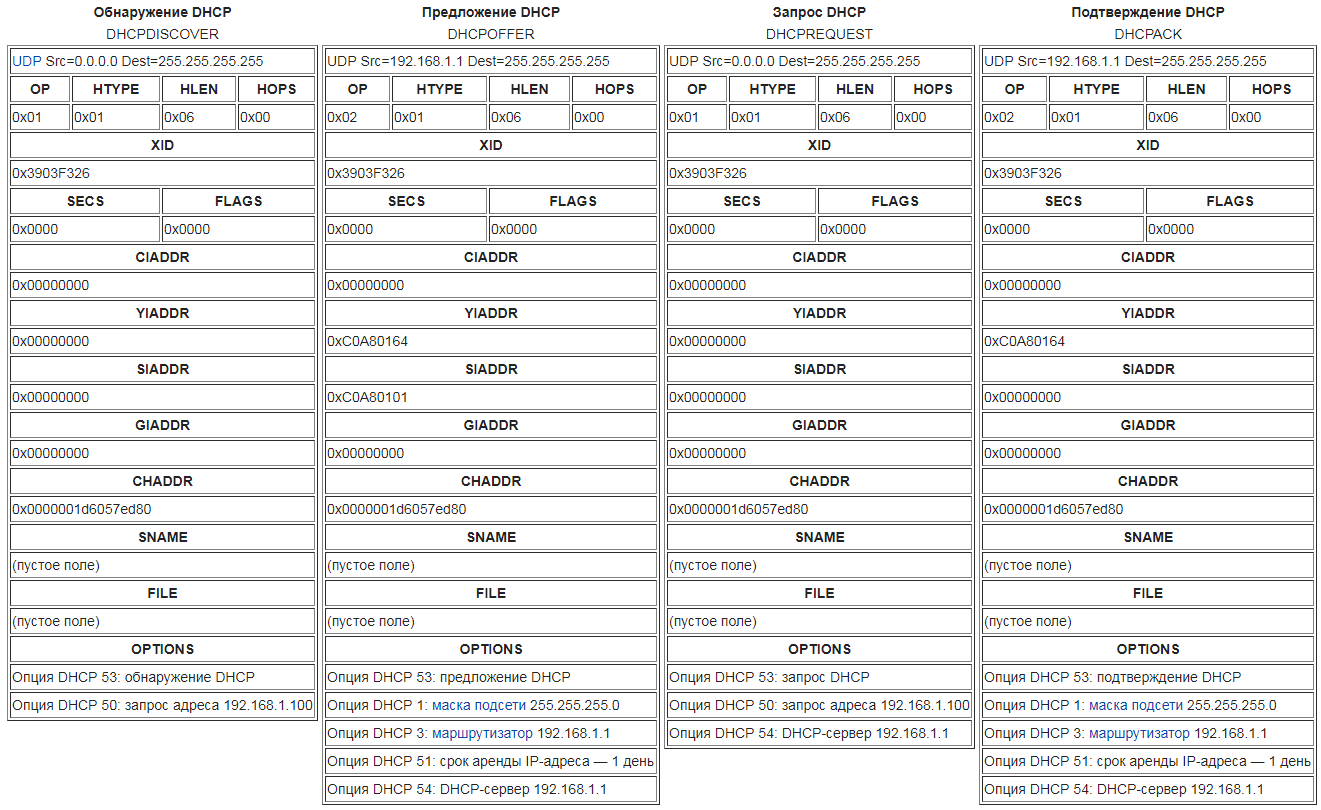 Обнаружение DHCP
DHCPDISCOVER
UDP Src=0.0.0.0 Dest=255.255.255.255
OP HTYPE HLEN HOPS
0x01 0x01 0x06 0x00
XID
0x3903F326
SECS FLAGS
0x0000 0x0000
CIADDR
0x00000000
YIADDR
0x00000000
SIADDR
0x00000000
GIADDR
0x00000000
CHADDR
0x0000001d6057ed80
SNAME
(пустое поле)
FILE
(пустое поле)
OPTIONS
Опция DHCP 53: обнаружение DHCP
Опция DHCP 50: запрос адреса 192.168.1.100
Предложение DHCP
DHCPOFFER
UDP Src=192.168.1.1 Dest=255.255.255.255
OP HTYPE HLEN HOPS
0x02 0x01 0x06 0x00
XID
0x3903F326
SECS FLAGS
0x0000 0x0000
CIADDR
0x00000000
YIADDR
0xC0A80164
SIADDR
0xC0A80101
GIADDR
0x00000000
CHADDR
0x0000001d6057ed80
SNAME
(пустое поле)
FILE
(пустое поле)
OPTIONS
Опция DHCP 53: предложение DHCP
Опция DHCP 1: маска подсети 255.255.255.0
Опция DHCP 3: маршрутизатор 192.168.1.1
Опция DHCP 51: срок аренды IP-адреса — 1 день
Опция DHCP 54: DHCP-сервер 192.168.1.1
Запрос DHCP
DHCPREQUEST
UDP Src=0.0.0.0 Dest=255.255.255.255
OP HTYPE HLEN HOPS
0x01 0x01 0x06 0x00
XID
0x3903F326
SECS FLAGS
0x0000 0x0000
CIADDR
0x00000000
YIADDR
0x00000000
SIADDR
0x00000000
GIADDR
0x00000000
CHADDR
0x0000001d6057ed80
SNAME
(пустое поле)
FILE
(пустое поле)
OPTIONS
Опция DHCP 53: запрос DHCP
Опция DHCP 50: запрос адреса 192.168.1.100
Опция DHCP 54: DHCP-сервер 192.168.1.1
Подтверждение DHCP
DHCPACK
UDP Src=192.168.1.1 Dest=255.255.255.255
OP HTYPE HLEN HOPS
0x02 0x01 0x06 0x00
XID
0x3903F326
SECS FLAGS
0x0000 0x0000
CIADDR
0x00000000
YIADDR
0xC0A80164
SIADDR
0x00000000
GIADDR
0x00000000
CHADDR
0x0000001d6057ed80
SNAME
(пустое поле)
FILE
(пустое поле)
OPTIONS
Опция DHCP 53: подтверждение DHCP
Опция DHCP 1: маска подсети 255.255.255.0
Опция DHCP 3: маршрутизатор 192.168.1.1
Опция DHCP 51: срок аренды IP-адреса — 1 день
Опция DHCP 54: DHCP-сервер 192.168.1.1